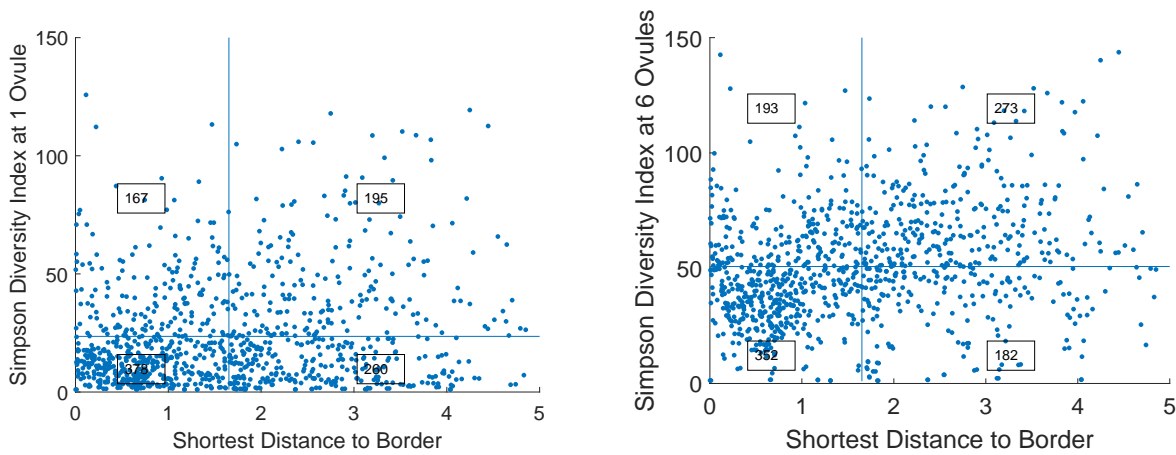 Simpson Diversity Index at 1 Ovule
150
100
50
0
167
195
378
260
0 1 2 3 4 5
Shortest Distance to Border
Simpson Diversity Index at 6 Ovules
150
100
50
0
193
273
352
182
0 1 2 3 4 5
Shortest Distance to Border